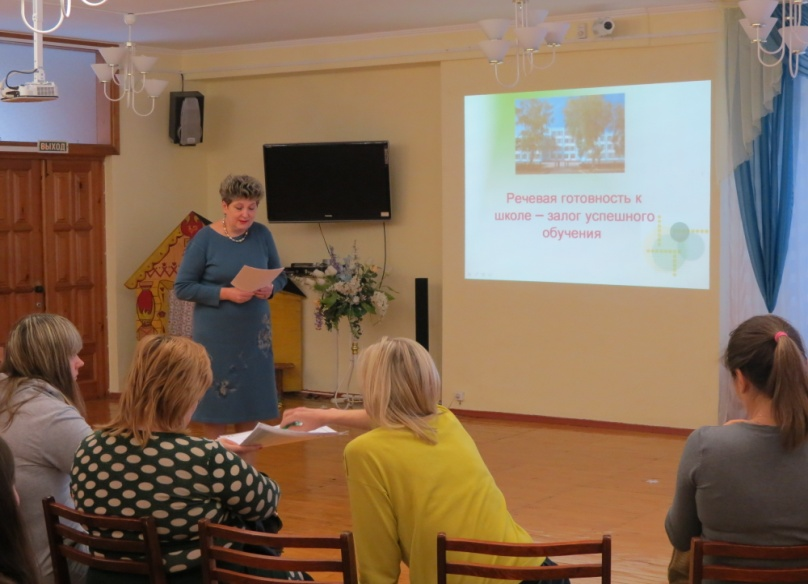 ВЫХОД
Речевая готовность к
школе – залог успешного
обучения